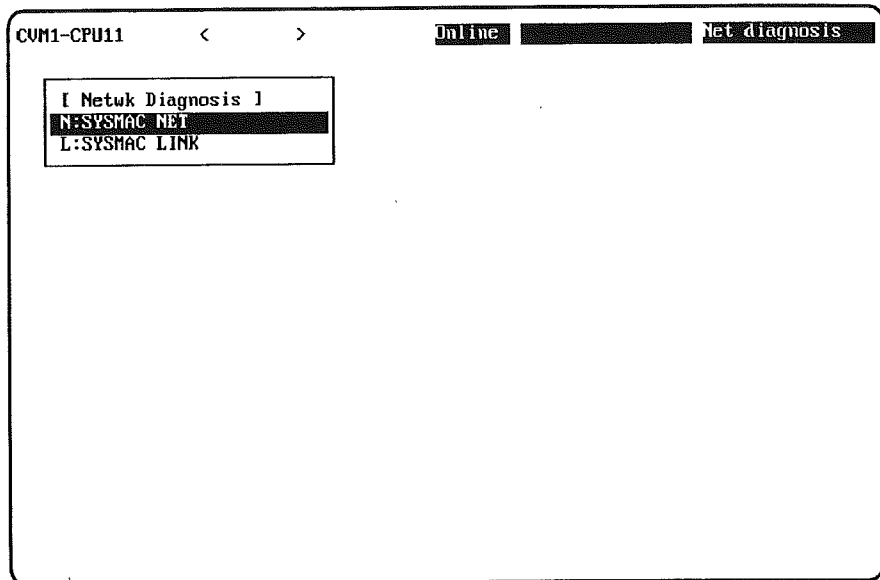 CVM1-CPU11 < > Online Net diagnosis
[ Netwk Diagnosis ]
N:SYSMAC NET
L:SYSMAC LINK